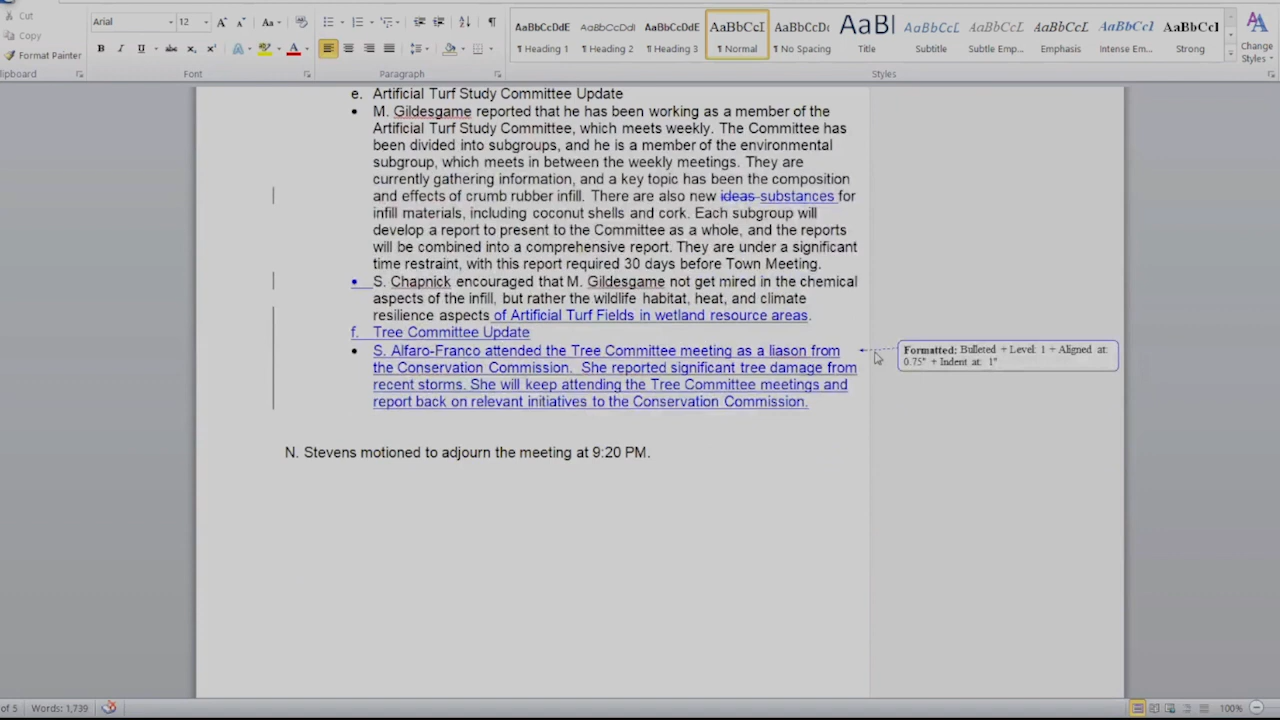 Cut
Copy
Format Painter
lipboard
Arial
12
Font
Paragraph
AaBbCcDdE AaBbCcDdI AaBbCcDdE AaBbCcI AaBbCcDc AaBl AaBbCcDc AaBbCcDc AaBbCcI AaBbCcI AaBbCcI
¶ Heading 1 ¶ Heading 2 ¶ Heading 3 ¶ Normal ¶ No Spacing Title Subtitle Subtle Emp... Emphasis Intense Em... Strong
Change
Styles
Styles
e. Artificial Turf Study Committee Update
• M. Gildesgame reported that he has been working as a member of the
Artificial Turf Study Committee, which meets weekly. The Committee has
been divided into subgroups, and he is a member of the environmental
subgroup, which meets in between the weekly meetings. They are
currently gathering information, and a key topic has been the composition
and effects of crumb rubber infill. There are also new ideas substances for
infill materials, including coconut shells and cork. Each subgroup will
develop a report to present to the Committee as a whole, and the reports
will be combined into a comprehensive report. They are under a significant
time restraint, with this report required 30 days before Town Meeting.
• S. Chapnick encouraged that M. Gildesgame not get mired in the chemical
aspects of the infill, but rather the wildlife habitat, heat, and climate
resilience aspects of Artificial Turf Fields in wetland resource areas.
f. Tree Committee Update
• S. Alfaro-Franco attended the Tree Committee meeting as a liason from
the Conservation Commission. She reported significant tree damage from
recent storms. She will keep attending the Tree Committee meetings and
report back on relevant initiatives to the Conservation Commission.
Formatted: Bulleted + Level: 1 + Aligned at:
0.75" + Indent at: 1"
N. Stevens motioned to adjourn the meeting at 9:20 PM.
of 5 Words: 1,739
100%